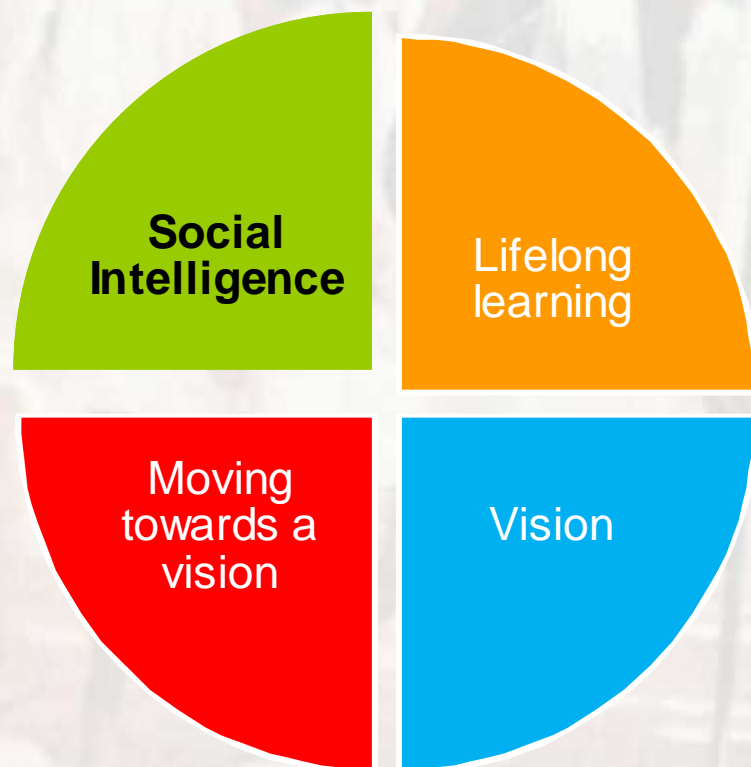 Social
Intelligence
Lifelong
learning
Moving
towards a
vision
Vision